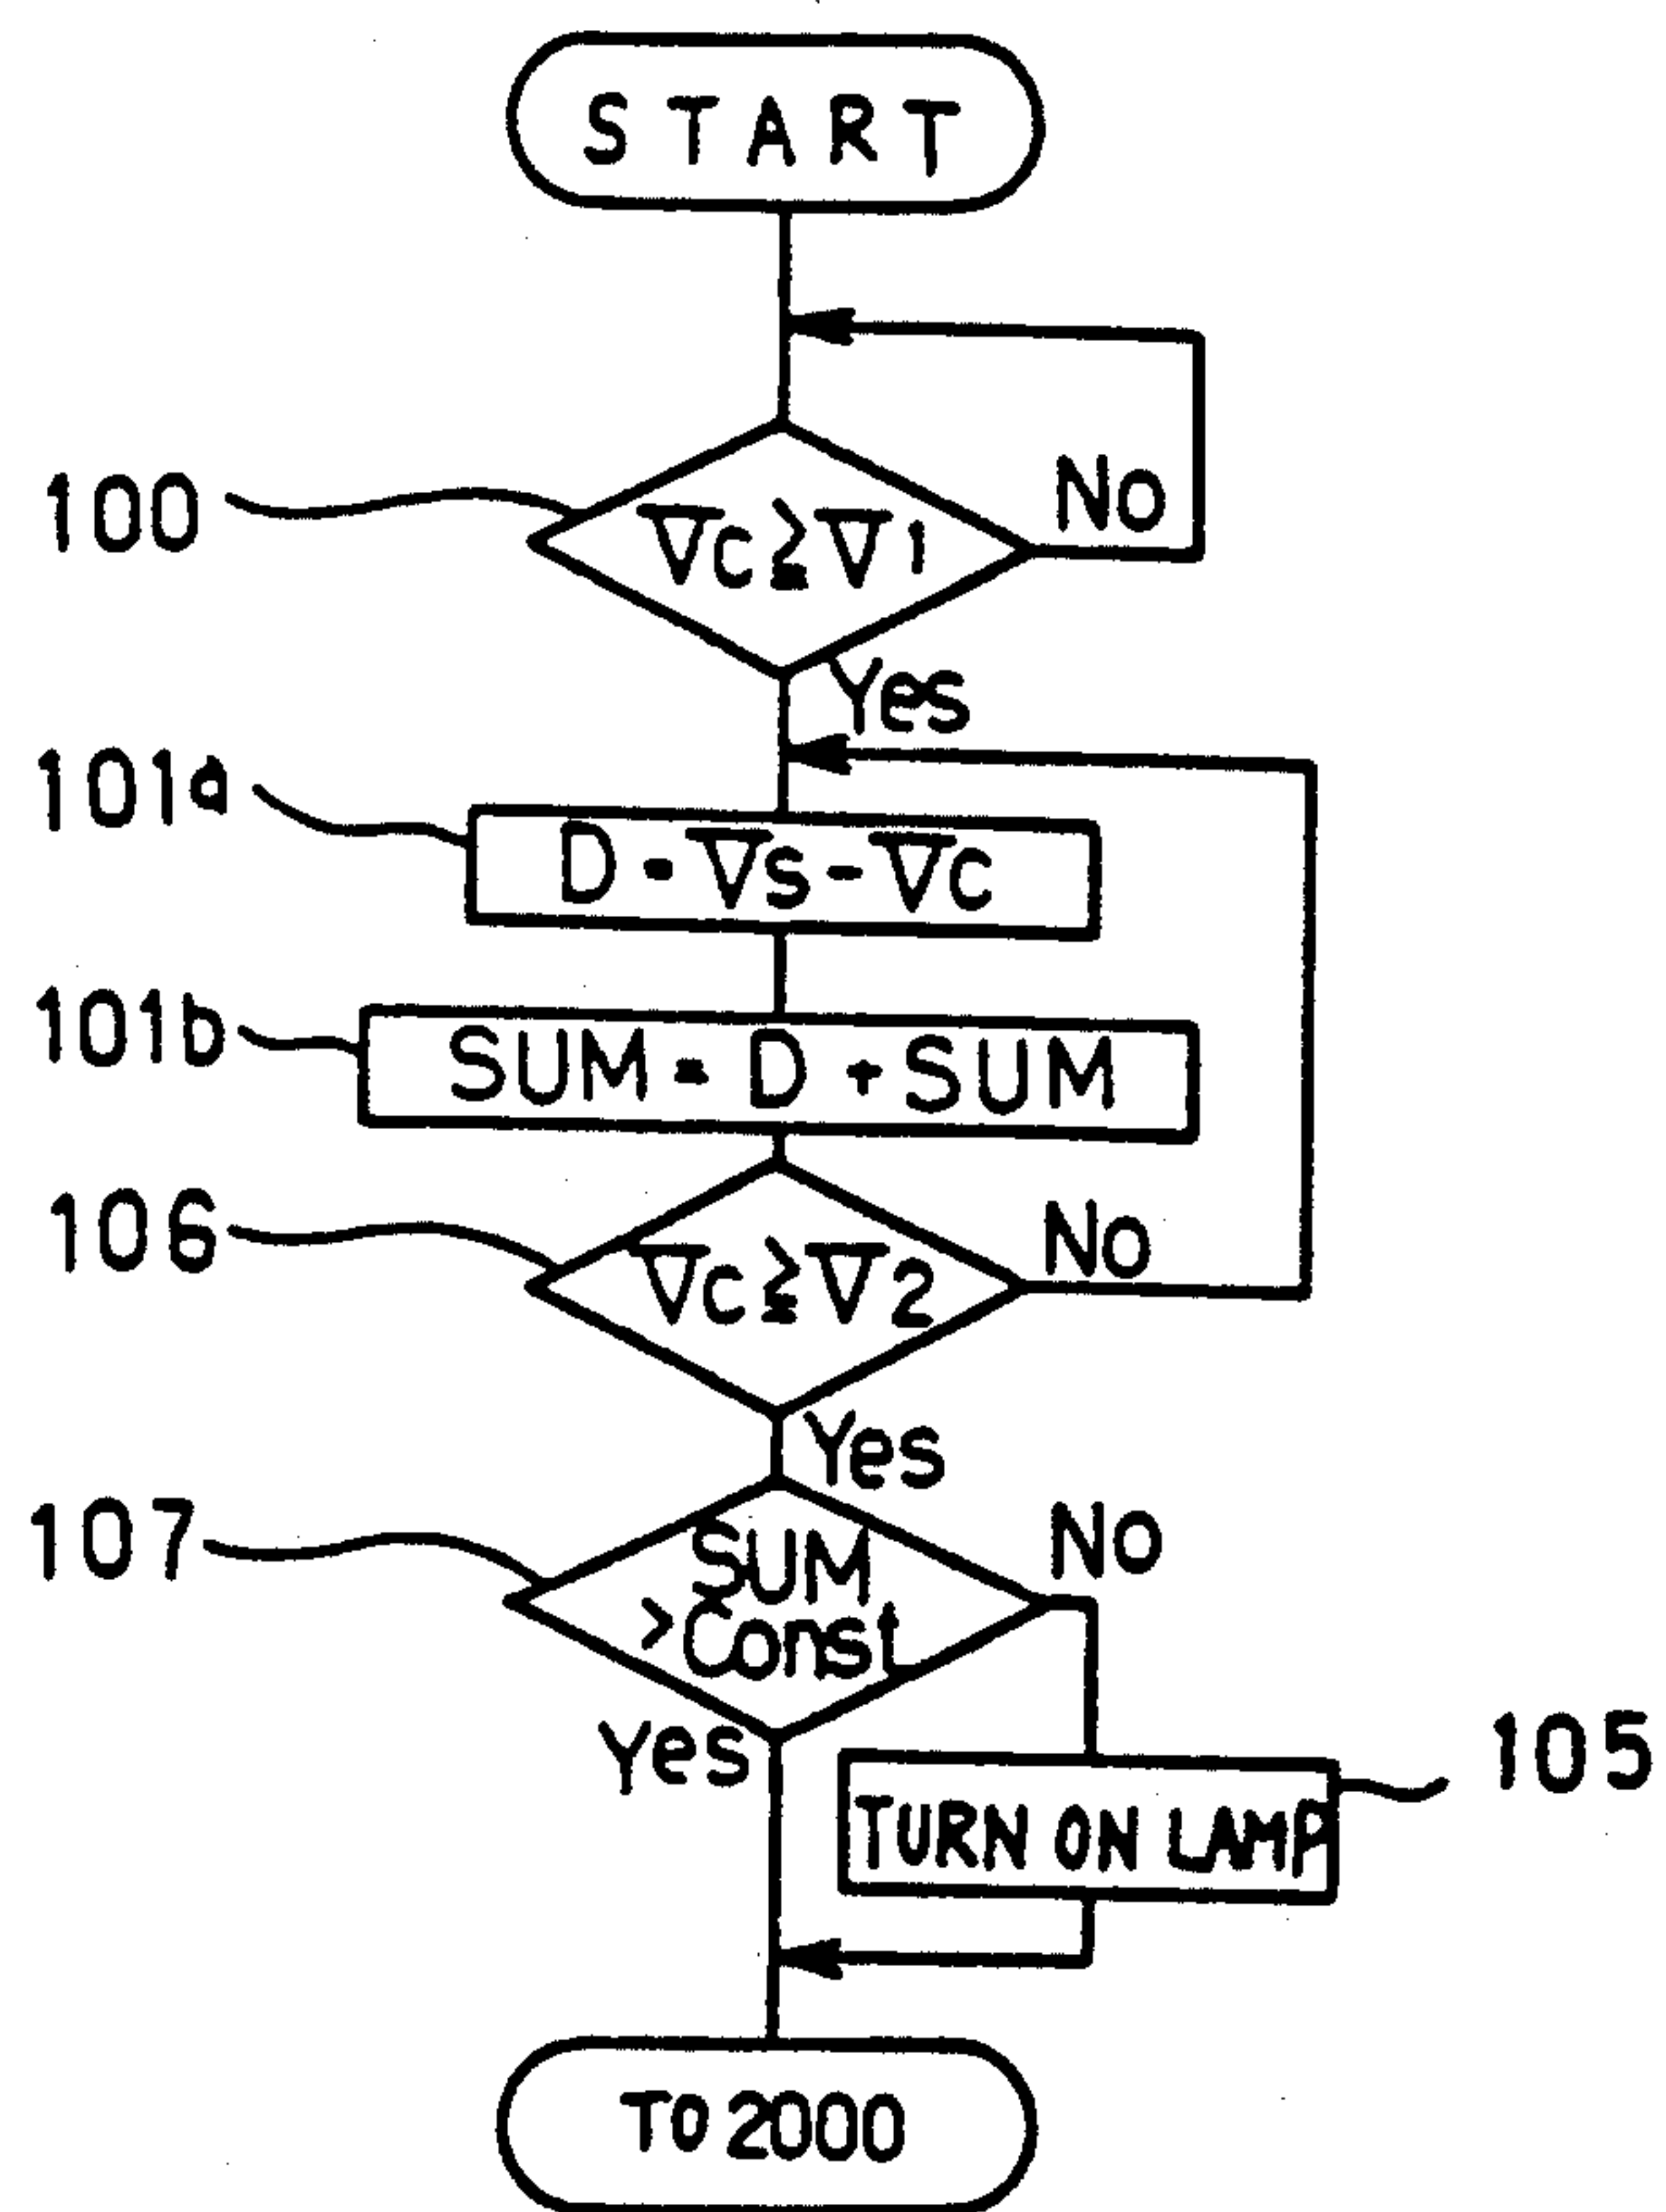 START
No
100
Vc≧V1
Yes
101a
D=Vs-Vc
101b
SUM=D+SUM
106
Vc≧V2
No
Yes
107
SUM
>Const
No
Yes
105
TURN ON LAMP
TO 2000